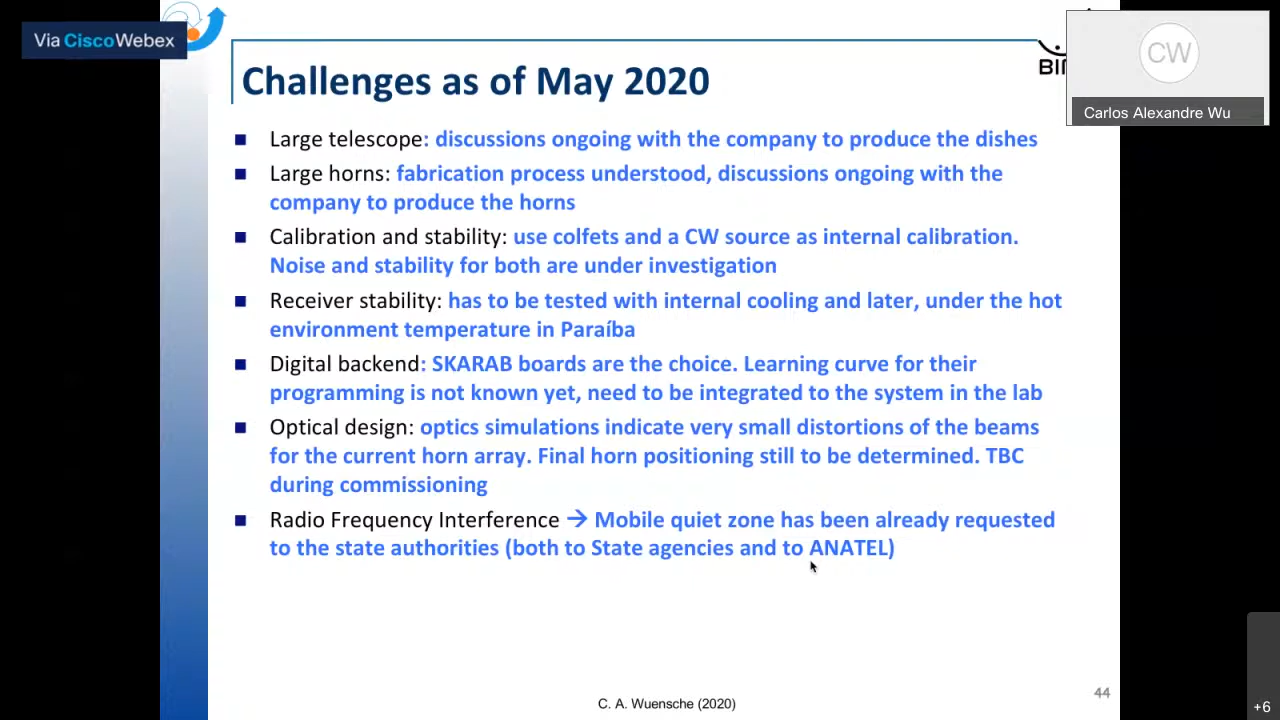 Via CiscoWebex
CW
Carlos Alexandre Wu
Challenges as of May 2020
Large telescope: discussions ongoing with the company to produce the dishes
Large horns: fabrication process understood, discussions ongoing with the
company to produce the horns
Calibration and stability: use colfets and a CW source as internal calibration.
Noise and stability for both are under investigation
Receiver stability: has to be tested with internal cooling and later, under the hot
environment temperature in Paraíba
Digital backend: SKARAB boards are the choice. Learning curve for their
programming is not known yet, need to be integrated to the system in the lab
Optical design: optics simulations indicate very small distortions of the beams
for the current horn array. Final horn positioning still to be determined. TBC
during commissioning
Radio Frequency Interference → Mobile quiet zone has been already requested
to the state authorities (both to State agencies and to ANATEL)
44
C. A. Wuensche (2020)
+6